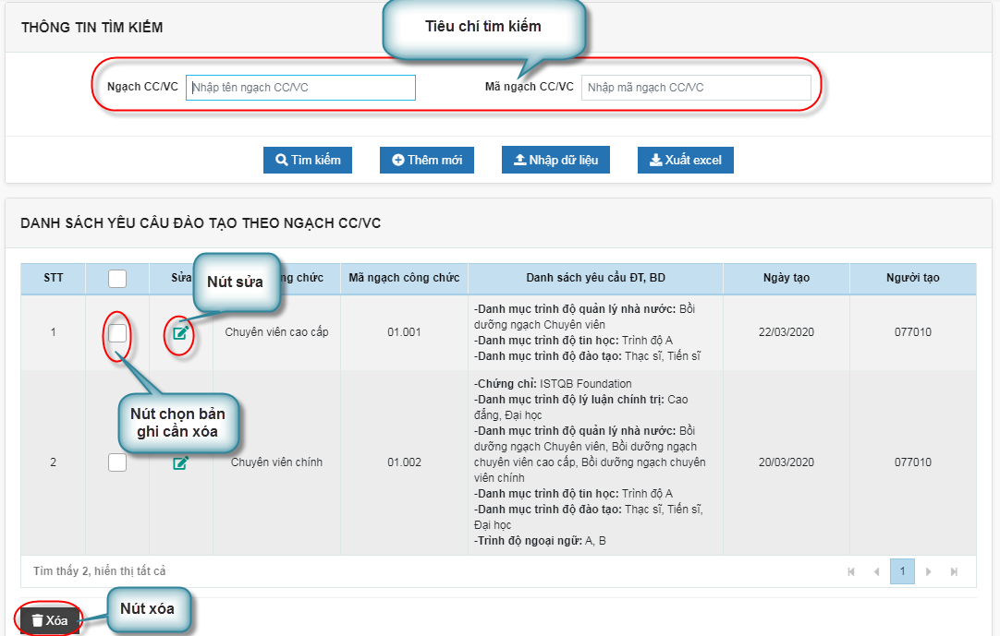 THÔNG TIN TÌM KIẾM
Tiêu chí tìm kiếm
Ngạch CC/VC
Nhập tên ngạch CC/VC
Mã ngạch CC/VC
Nhập mã ngạch CC/VC
Tìm kiếm
Thêm mới
Nhập dữ liệu
Xuất excel
DANH SÁCH YÊU CẦU ĐÀO TẠO THEO NGẠCH CC/VC
STT
Sửa
Nút sửa
chức
Mã ngạch công chức
Danh sách yêu cầu ĐT, BD
Ngày tạo
Người tạo
1
Chuyên viên cao cấp
01.001
-Danh mục trình độ quản lý nhà nước: Bồi
dưỡng ngạch Chuyên viên
-Danh mục trình độ tin học: Trình độ A
-Danh mục trình độ đào tạo: Thạc sĩ, Tiến sĩ
22/03/2020
077010
Nút chọn bản
ghi cần xóa
2
Chuyên viên chính
01.002
-Chứng chỉ: ISTQB Foundation
-Danh mục trình độ lý luận chính trị: Cao
đẳng, Đại học
-Danh mục trình độ quản lý nhà nước: Bồi
dưỡng ngạch Chuyên viên, Bồi dưỡng ngạch
chuyên viên cao cấp, Bồi dưỡng ngạch chuyên
viên chính
-Danh mục trình độ tin học: Trình độ A
-Danh mục trình độ đào tạo: Thạc sĩ, Tiến sĩ,
Đại học
-Trình độ ngoại ngữ: A, B
20/03/2020
077010
Tìm thấy 2, hiển thị tất cả
1
Xóa
Nút xóa